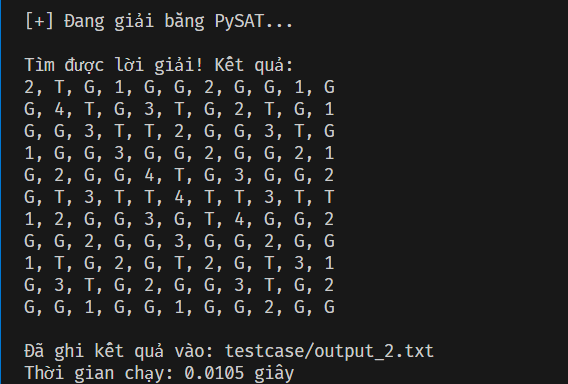 [+] Đang giải bằng PySAT...
Tìm được lời giải! Kết quả:
2, T, G, 1, G, G, 2, G, G, 1, G
G, 4, T, G, 3, T, G, 2, T, G, 1
G, G, 3, T, T, 2, G, G, 3, T, G
1, G, G, 3, G, G, 2, G, G, 2, 1
G, 2, G, G, 4, T, G, 3, G, G, 2
G, T, 3, T, T, 4, T, T, 3, T, T
1, 2, G, G, 3, G, T, 4, G, G, 2
G, G, 2, G, G, 3, G, G, 2, G, G
1, T, G, 2, G, T, 2, G, T, 3, 1
G, 3, T, G, 2, G, G, 3, T, G, 2
G, G, 1, G, G, 1, G, G, 2, G, G
Đã ghi kết quả vào: testcase/output_2.txt
Thời gian chạy: 0.0105 giây